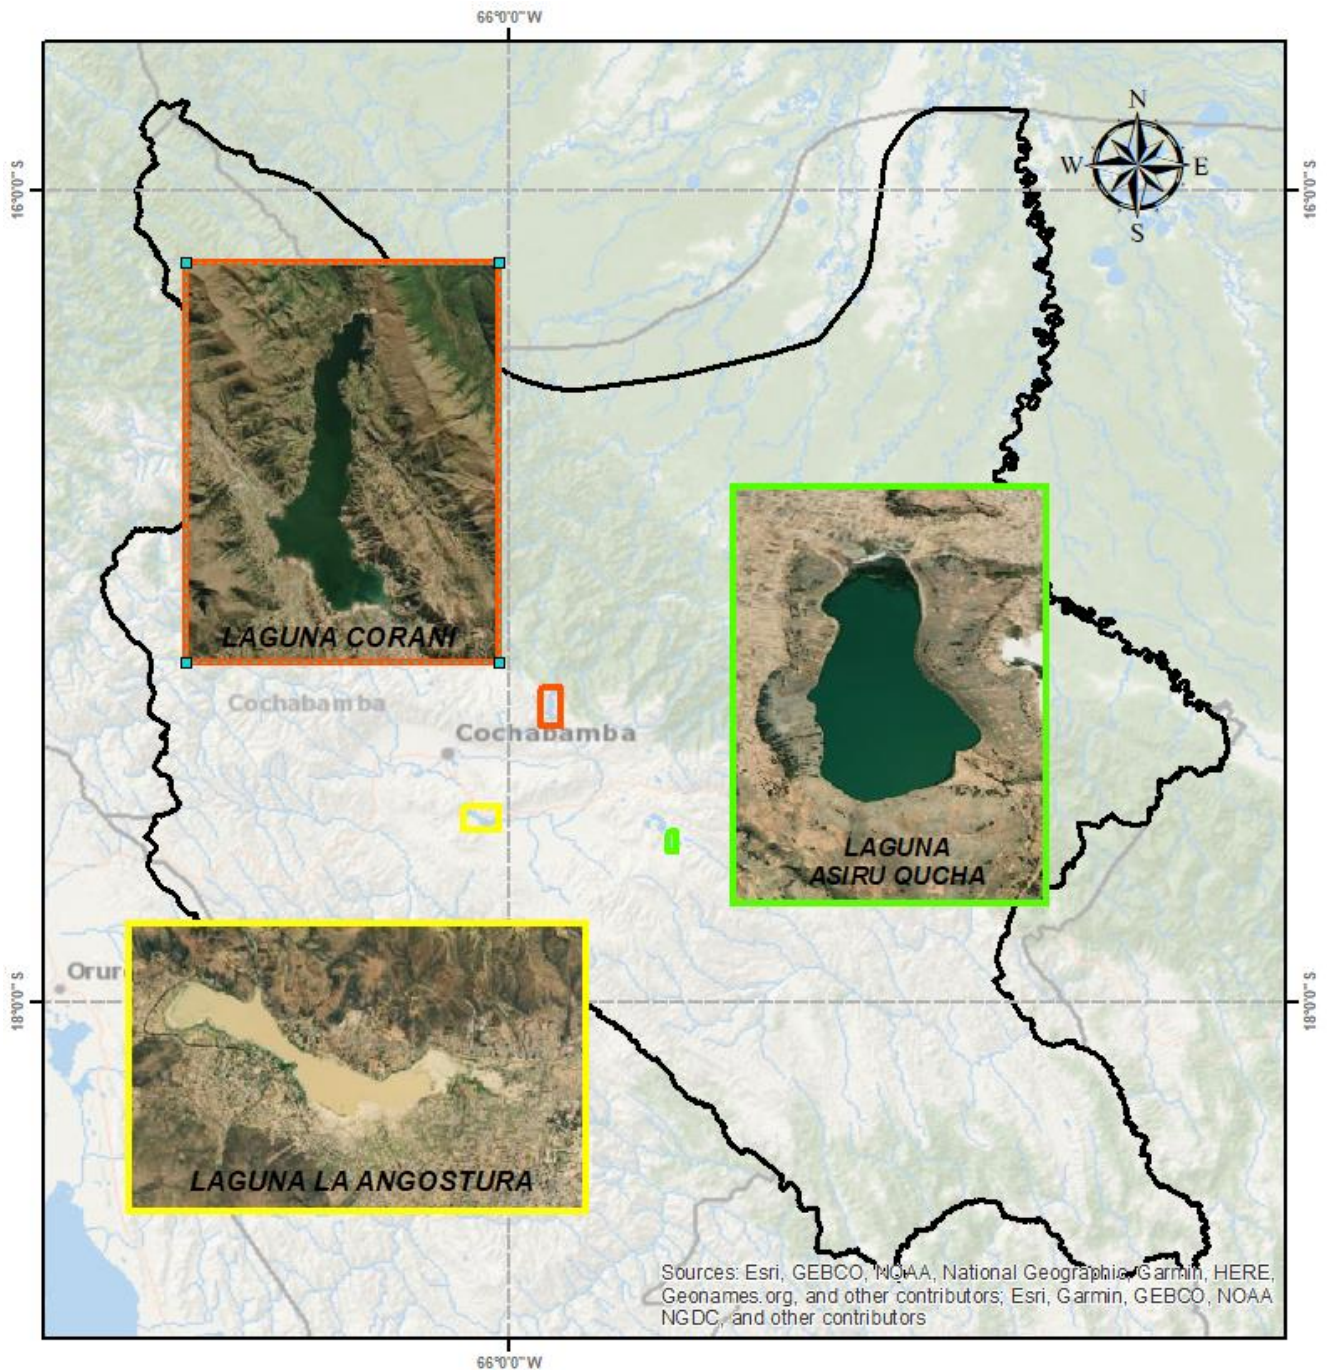 66°0'0"W
N
W
E
S
16°0'0"S
16°0'0"S
LAGUNA CORANI
Cochabamba
Cochabamba
LAGUNA
ASIRU QUCHA
18°0'0"S
18°0'0"S
LAGUNA LA ANGOSTURA
Sources: Esri, GEBCO, NOAA, National Geographic, Garmin, HERE,
Geonames.org, and other contributors; Esri, Garmin, GEBCO, NOAA
NGDC, and other contributors
66°0'0"W